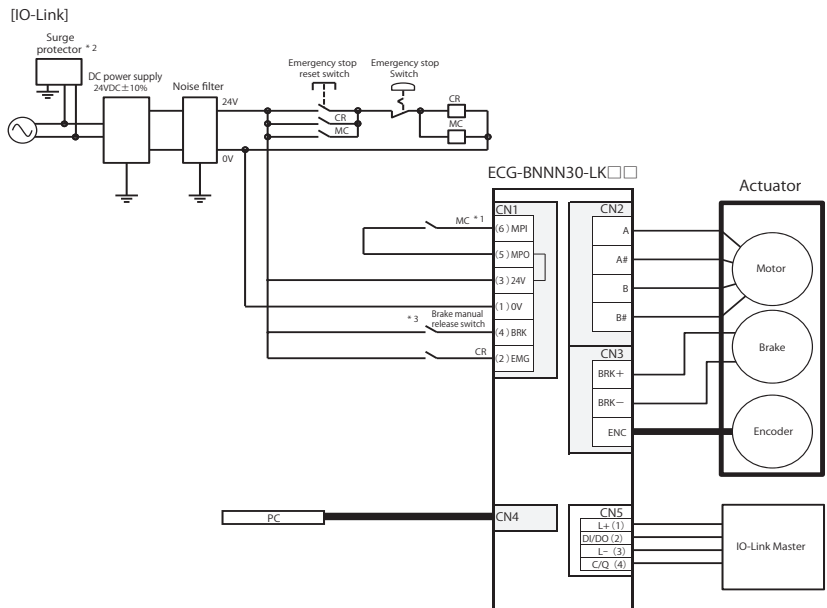 [IO-Link]
Surge
protector * 2
DC power supply
24VDC±10%
Noise filter
24V
0V
Emergency stop
reset switch
Emergency stop
Switch
CR
MC
CR
MC
ECG-BNNN30-LK□□
Actuator
CN1
MC * 1
(6) MPI
(5) MPO
(3) 24V
(1) 0V
* 3 Brake manual
release switch
(4) BRK
CR
(2) EMG
CN2
A
A#
B
B#
CN3
BRK+
BRK−
ENC
Motor
Brake
Encoder
PC
CN4
CN5
L+ (1)
DI/DO (2)
L− (3)
C/Q (4)
IO-Link Master